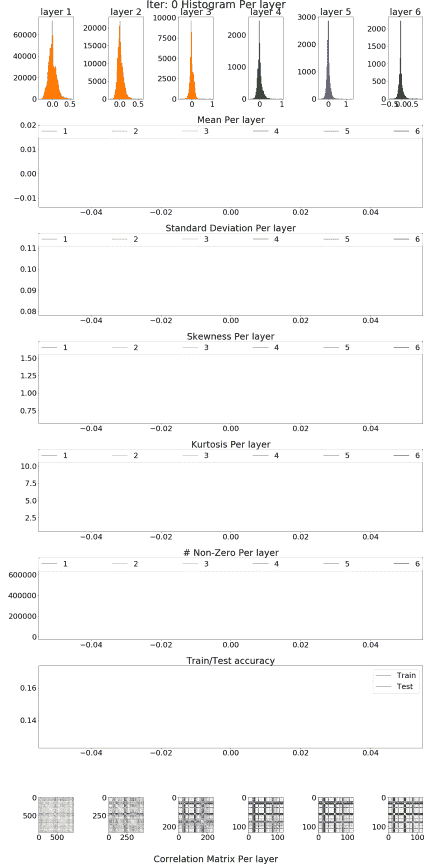 Iter: 0 Histogram Per layer
layer 1 layer 2 layer 3 layer 4 layer 5 layer 6
60000 20000 10000
40000 15000 7500 2000 3000 2000
20000 10000 5000 1000 2000 1000
5000 2500 1000
0 0 0 0 0 0
0.0 0.5 0.0 0.5 0 1 0 1 0 1 −0.5 0.0 0.5
Mean Per layer
0.02 1 2 3 4 5 6
0.01
0.00
−0.01
−0.04 −0.02 0.00 0.02 0.04
Standard Deviation Per layer
1 2 3 4 5 6
0.11
0.10
0.09
0.08
−0.04 −0.02 0.00 0.02 0.04
Skewness Per layer
1 2 3 4 5 6
1.50
1.25
1.00
0.75
−0.04 −0.02 0.00 0.02 0.04
Kurtosis Per layer
1 2 3 4 5 6
10.0
7.5
5.0
2.5
−0.04 −0.02 0.00 0.02 0.04
# Non-Zero Per layer
1 2 3 4 5 6
600000
400000
200000
0
−0.04 −0.02 0.00 0.02 0.04
Train/Test accuracy
Train
0.16 Test
0.14
−0.04 −0.02 0.00 0.02 0.04
0 0 0 0 0 0
500 250 200 100 100 100
0 500 0 250 0 200 0 100 0 100 0 100
Correlation Matrix Per layer